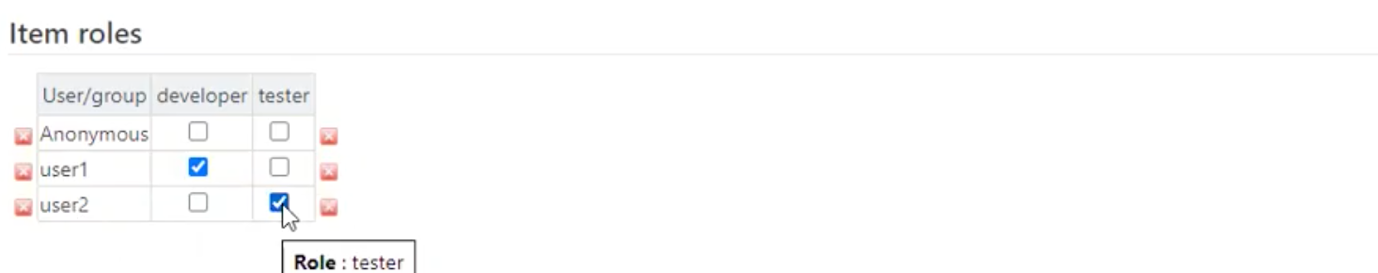 Item roles
User/group developer tester
Anonymous
user1
user2
Role : tester